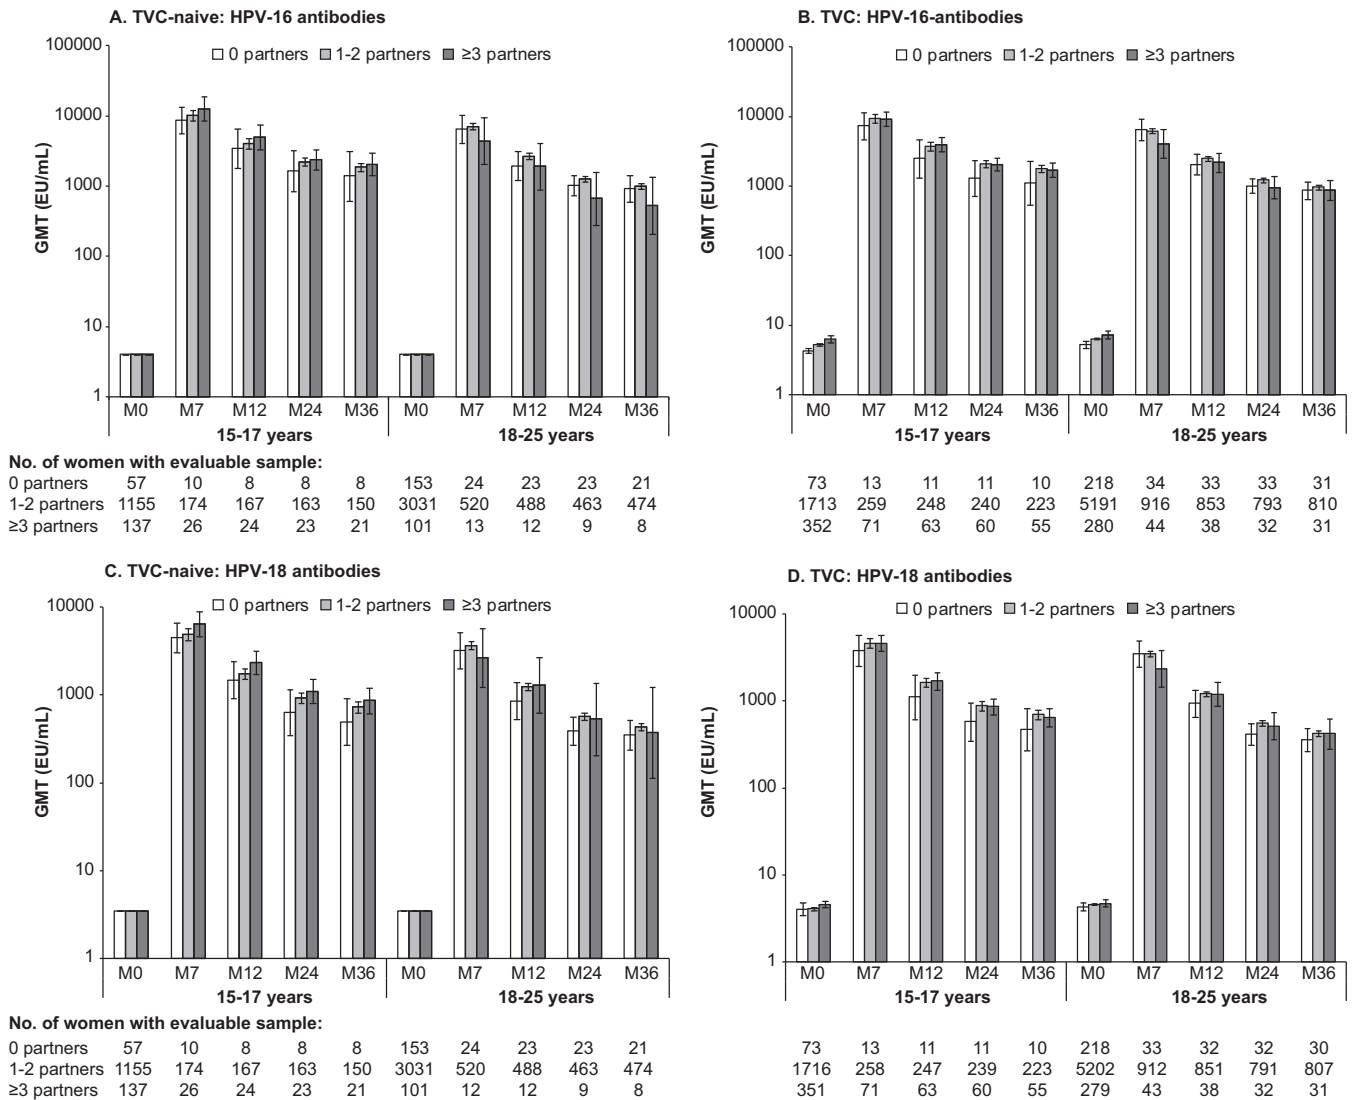 A. TVC-naive: HPV-16 antibodies
100000
10000
1000
100
10
1
GMT (EU/mL)
0 partners 1-2 partners ≥3 partners
M0 M7 M12 M24 M36 M0 M7 M12 M24 M36
15-17 years 18-25 years
No. of women with evaluable sample:
0 partners 57 10 8 8 8 153 24 23 23 21
1-2 partners 1155 174 167 163 150 3031 520 488 463 474
≥3 partners 137 26 24 23 21 101 13 12 9 8
B. TVC: HPV-16-antibodies
100000
10000
1000
100
10
1
GMT (EU/mL)
0 partners 1-2 partners ≥3 partners
M0 M7 M12 M24 M36 M0 M7 M12 M24 M36
15-17 years 18-25 years
73 13 11 11 10 218 34 33 33 31
1713 259 248 240 223 5191 916 853 793 810
352 71 63 60 55 280 44 38 32 31
C. TVC-naive: HPV-18 antibodies
10000
1000
100
10
1
GMT (EU/mL)
0 partners 1-2 partners ≥3 partners
M0 M7 M12 M24 M36 M0 M7 M12 M24 M36
15-17 years 18-25 years
No. of women with evaluable sample:
0 partners 57 10 8 8 8 153 24 23 23 21
1-2 partners 1155 174 167 163 150 3031 520 488 463 474
≥3 partners 137 26 24 23 21 101 12 12 9 8
D. TVC: HPV-18 antibodies
10000
1000
100
10
1
GMT (EU/mL)
0 partners 1-2 partners ≥3 partners
M0 M7 M12 M24 M36 M0 M7 M12 M24 M36
15-17 years 18-25 years
73 13 11 11 10 218 33 32 32 30
1716 258 247 239 223 5202 912 851 791 807
351 71 63 60 55 279 43 38 32 31